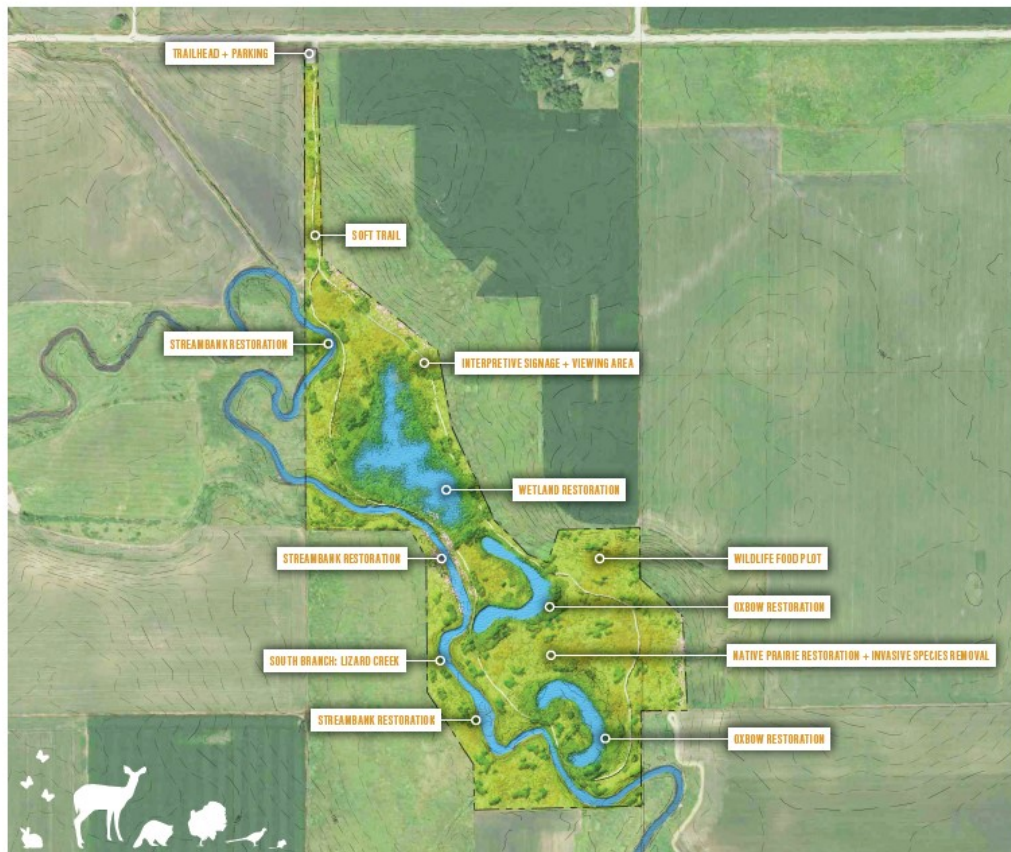 TRAILHEAD + PARKING
SOFT TRAIL
STREAMBANK RESTORATION
INTERPRETIVE SIGNAGE + VIEWING AREA
WETLAND RESTORATION
STREAMBANK RESTORATION
WILDLIFE FOOD PLOT
OXBOW RESTORATION
SOUTH BRANCH: LIZARD CREEK
NATIVE PRAIRIE RESTORATION + INVASIVE SPECIES REMOVAL
STREAMBANK RESTORATION
OXBOW RESTORATION